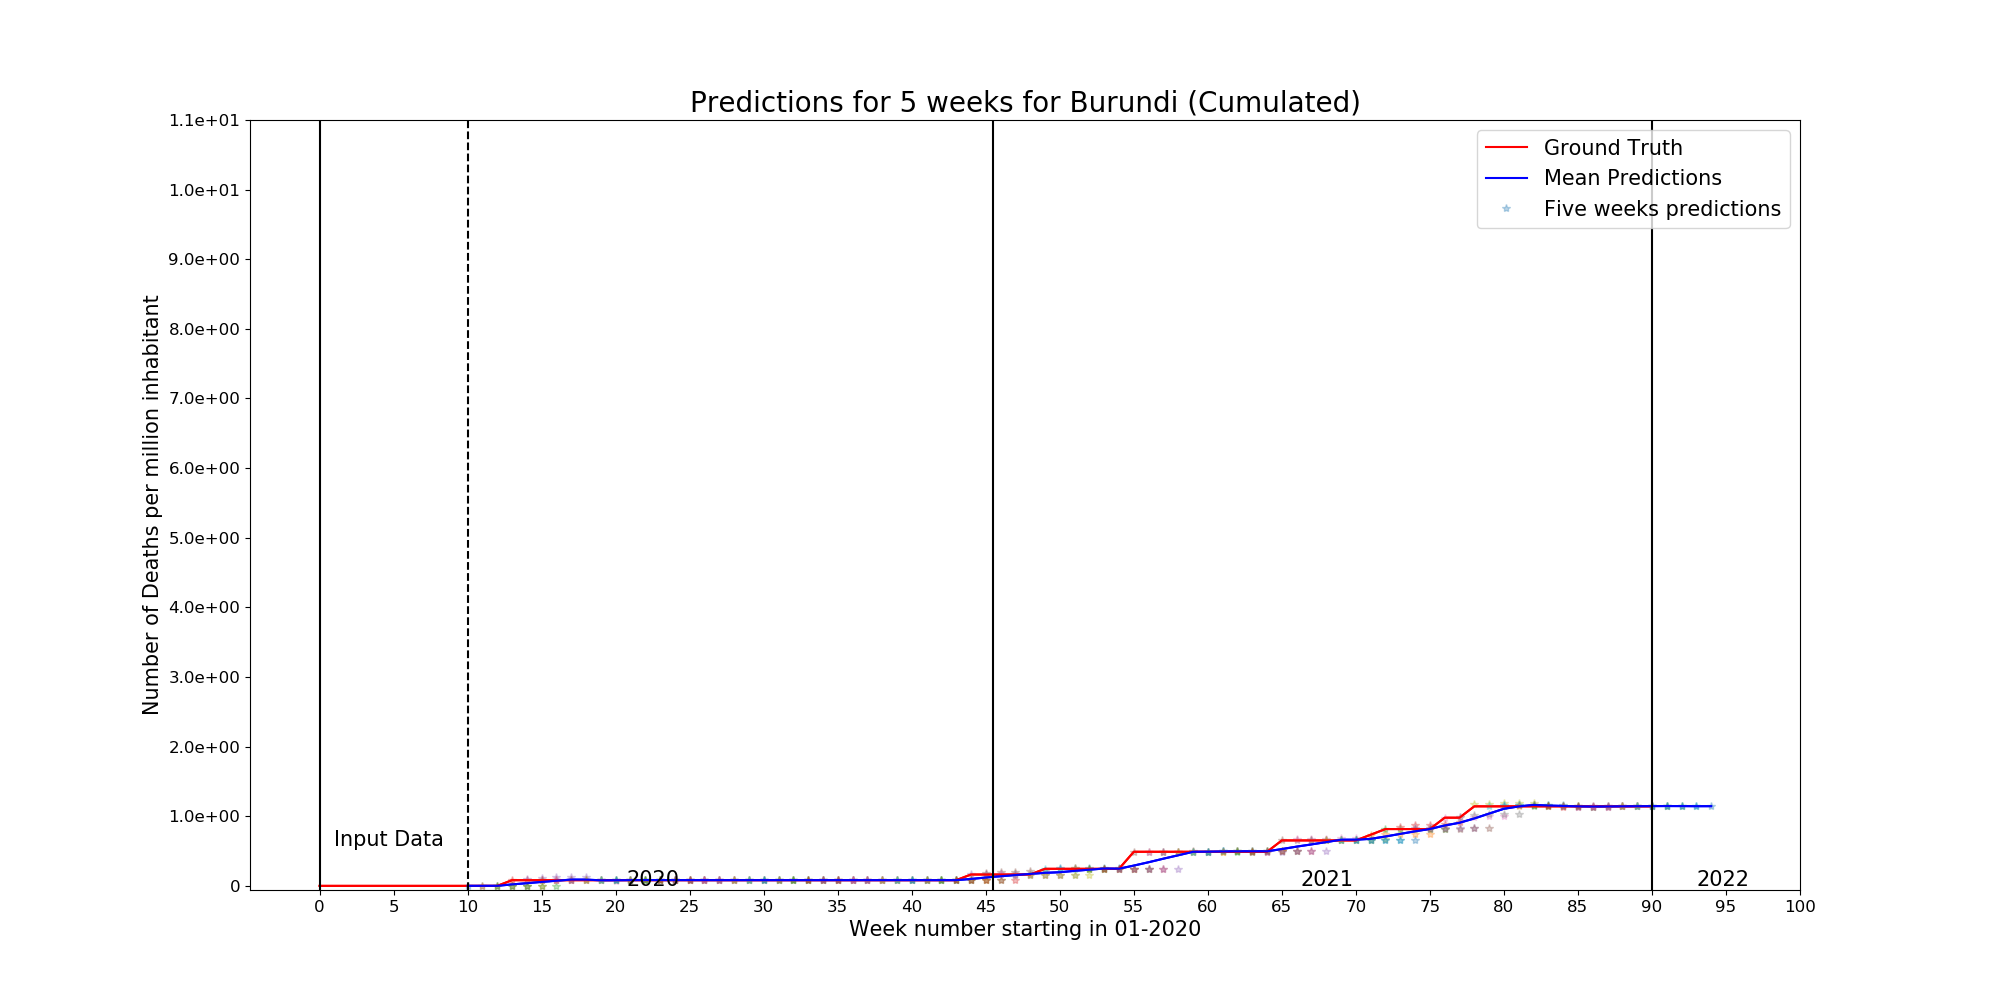 Predictions for 5 weeks for Burundi (Cumulated)
1.1e+01
1.0e+01
9.0e+00
8.0e+00
7.0e+00
6.0e+00
5.0e+00
4.0e+00
3.0e+00
2.0e+00
1.0e+00
0
Number of Deaths per million inhabitant
Ground Truth
Mean Predictions
Five weeks predictions
Input Data
2020
2021
2022
0 5 10 15 20 25 30 35 40 45 50 55 60 65 70 75 80 85 90 95 100
Week number starting in 01-2020